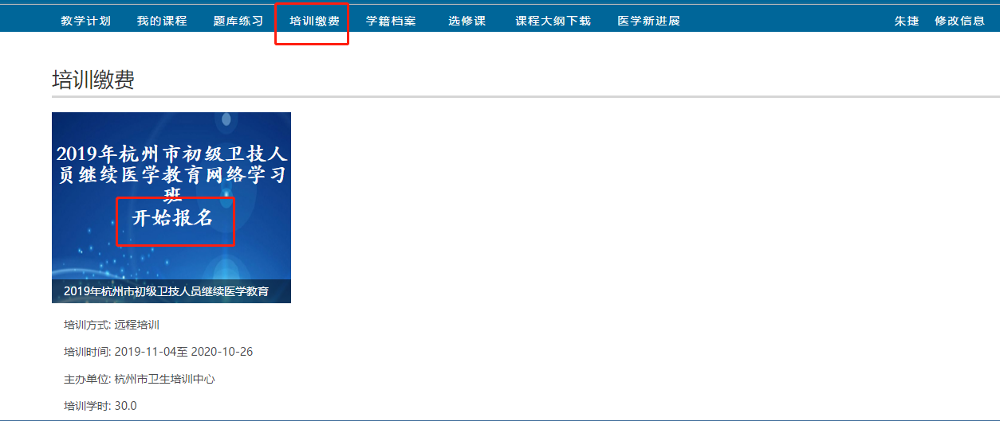 教学计划 我的课程 题库练习 培训缴费 学籍档案 选修课 课程大纲下载 医学新进展 朱捷 修改信息
培训缴费
2019年杭州市初级卫技人
员继续医学教育网络学习
班
开始报名
2019年杭州市初级卫技人员继续医学教育
培训方式: 远程培训
培训时间: 2019-11-04至 2020-10-26
主办单位: 杭州市卫生培训中心
培训学时: 30.0